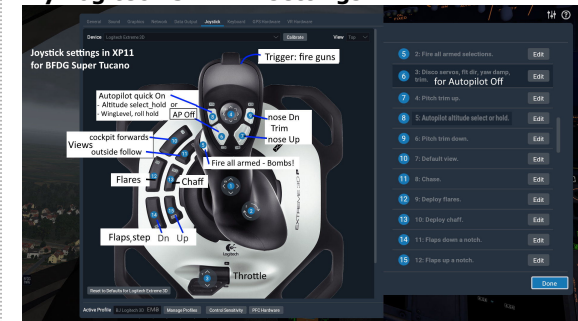 General Sound Graphics Network Data Output Joystick Keyboard GPS Hardware VR Hardware
Device Logitech Extreme 3D
Calibrate
View Top
Joystick settings in XP11
for BFDG Super Tucano
Trigger: fire guns
Autopilot quick On
- Altitude select_hold or
- WingLevel, roll hold
AP Off
nose Dn
Trim
nose Up
cockpit forwards
Views
outside follow
Fire all armed - Bombs!
Flares
Chaff
Flaps,step Dn Up
Logitech
Throttle
EXTREME 3D
Reset to Defaults for Logitech Extreme 3D
Active Profile
Manage Profiles
Control Sensitivity
PFC Hardware
5 2: Fire all armed selections. Edit
6 3: Disco servos, flt dir, yaw damp, trim. Edit
for Autopilot Off
7 4: Pitch trim up. Edit
8 5: Autopilot altitude select or hold. Edit
9 6: Pitch trim down. Edit
10 7: Default view. Edit
11 8: Chase. Edit
12 9: Deploy flares. Edit
13 10: Deploy chaff. Edit
14 11: Flaps down a notch. Edit
15 12: Flaps up a notch. Edit
Done